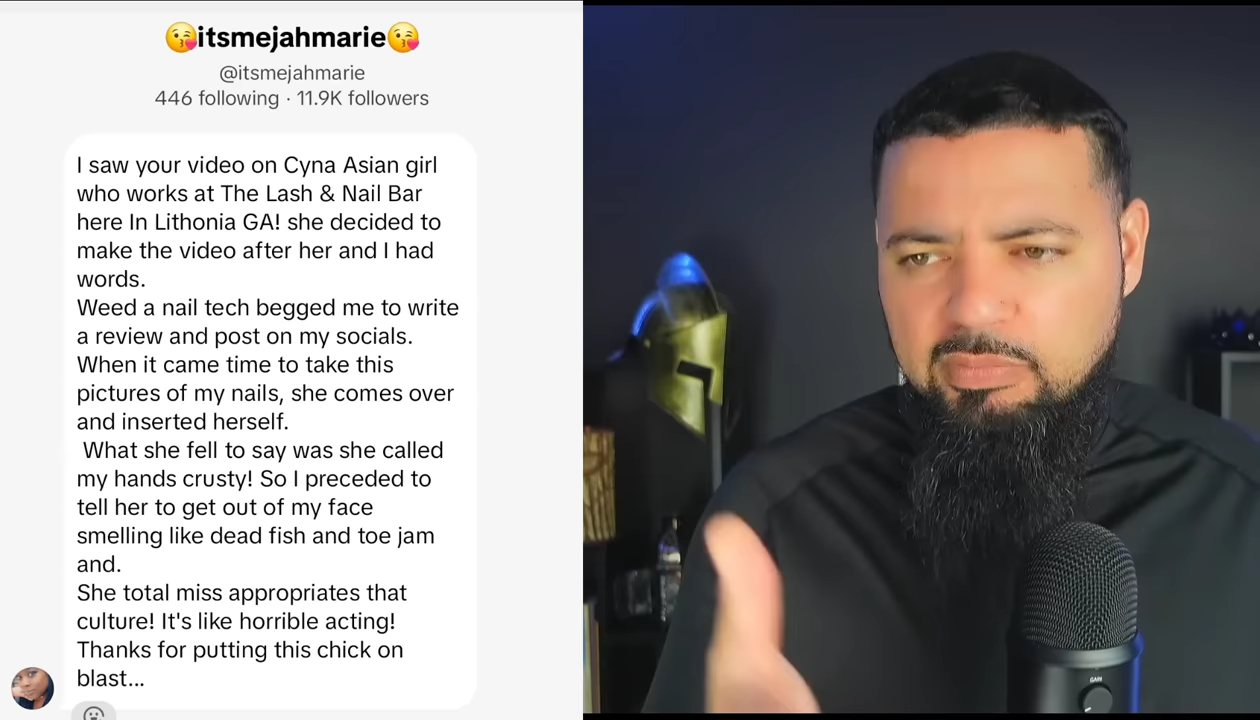 😘itsmejahmarie😘
@itsmejahmarie
446 following · 11.9K followers
I saw your video on Cyna Asian girl
who works at The Lash & Nail Bar
here In Lithonia GA! she decided to
make the video after her and I had
words.
Weed a nail tech begged me to write
a review and post on my socials.
When it came time to take this
pictures of my nails, she comes over
and inserted herself.
What she fell to say was she called
my hands crusty! So I preceded to
tell her to get out of my face
smelling like dead fish and toe jam
and.
She total miss appropriates that
culture! It's like horrible acting!
Thanks for putting this chick on
blast...
GAIN